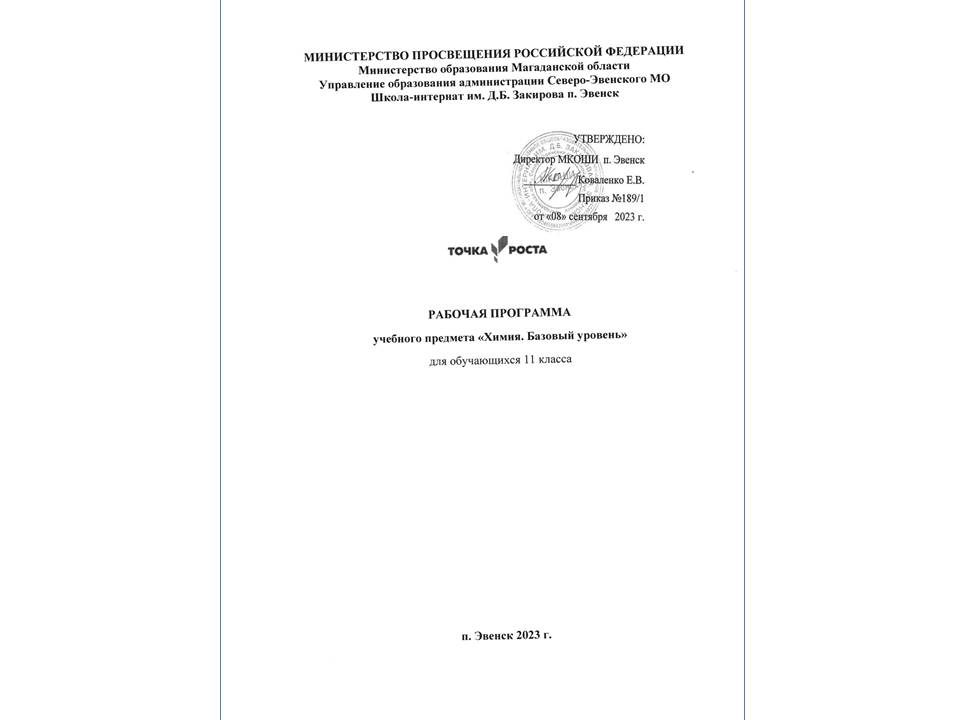 МИНИСТЕРСТВО ПРОСВЕЩЕНИЯ РОССИЙСКОЙ ФЕДЕРАЦИИ
Министерство образования Магаданской области
Управление образования администрации Северо-Эвенского МО
Школа-интернат им. Д.Б. Закирова п. Эвенск
УТВЕРЖДЕНО:
Директор МКОШИ п. Эвенск
Коваленко Е.В.
Приказ №189/1
от «08» сентября 2023 г.
ТОЧКА РОСТА
РАБОЧАЯ ПРОГРАММА
учебного предмета «Химия. Базовый уровень»
для обучающихся 11 класса
п. Эвенск 2023 г.